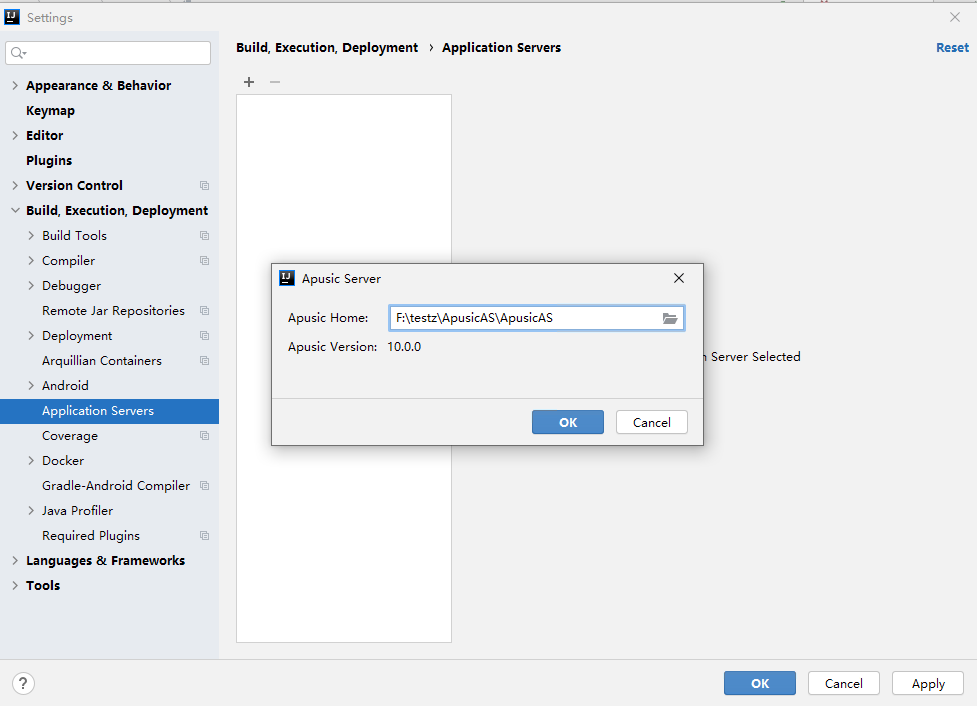 Settings
Build, Execution, Deployment › Application Servers
Reset
Appearance & Behavior
Keymap
Editor
Plugins
Version Control
Build, Execution, Deployment
Build Tools
Compiler
Debugger
Remote Jar Repositories
Deployment
Arquillian Containers
Android
Application Servers
Coverage
Docker
Gradle-Android Compiler
Java Profiler
Required Plugins
Languages & Frameworks
Tools
Apusic Server
Apusic Home: F:\testz\ApusicAS\ApusicAS
Apusic Version: 10.0.0
OK Cancel
Server Selected
? OK Cancel Apply